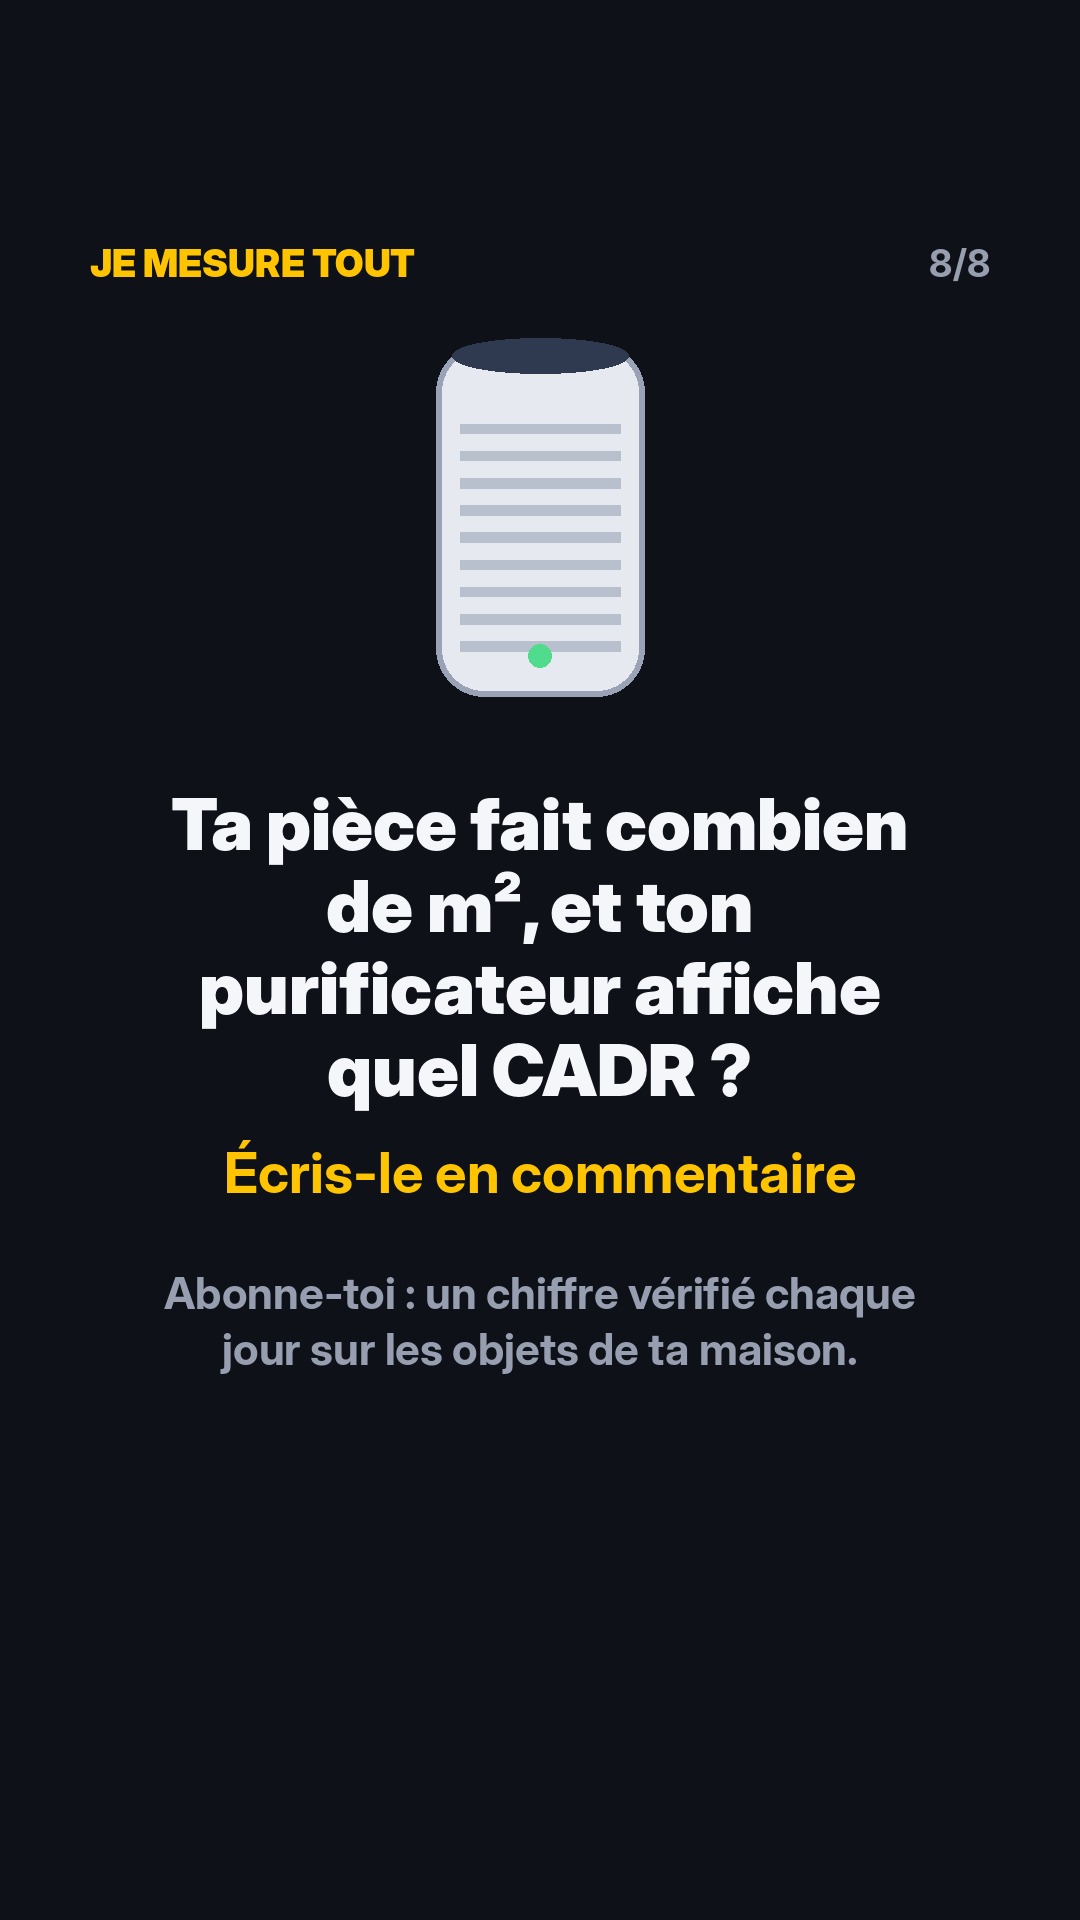 JE MESURE TOUT
8/8
Ta pièce fait combien
de m², et ton
purificateur affiche
quel CADR ?
Écris-le en commentaire
Abonne-toi : un chiffre vérifié chaque
jour sur les objets de ta maison.